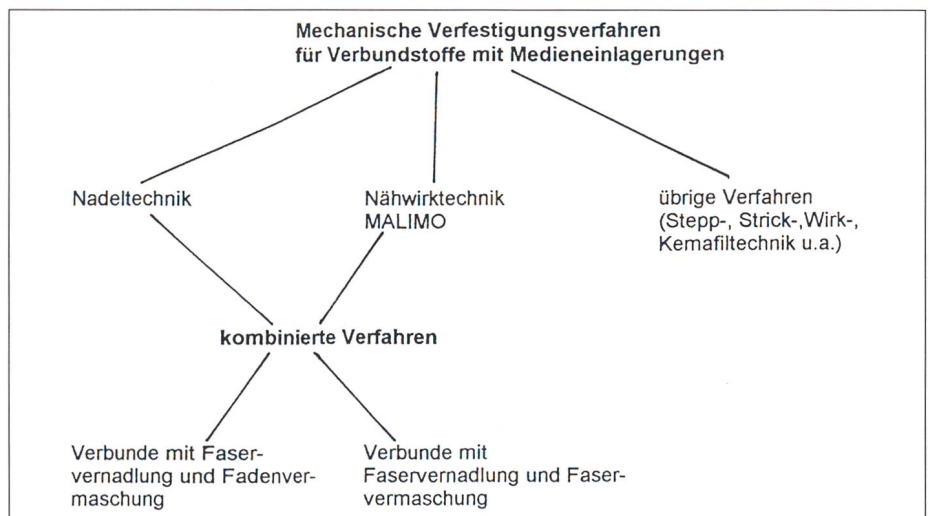 Mechanische Verfestigungsverfahren
für Verbundstoffe mit Medieneinlagerungen
Nadeltechnik
Nähwirktechnik
MALIMO
übrige Verfahren
(Stepp-, Strick-,Wirk-,
Kemafiltechnik u.a.)
kombinierte Verfahren
Verbunde mit Faser-
vernadlung und Fadenver-
maschung
Verbunde mit
Faservernadlung und Faser-
vermaschung